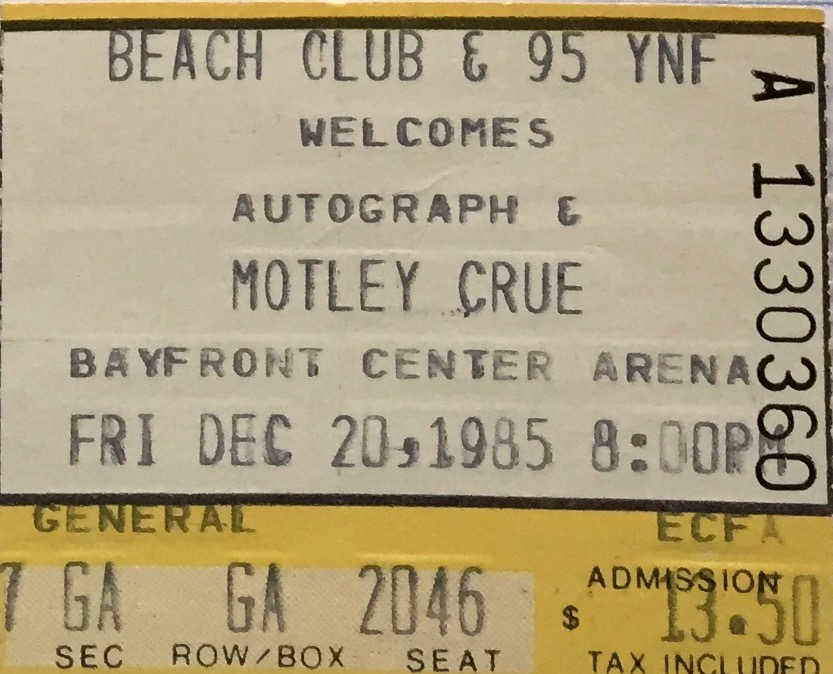 BEACH CLUB & 95 YNF
WELCOMES
AUTOGRAPH &
MOTLEY CRUE
BAYFRONT CENTER ARENA
FRI DEC 20,1985 8:00PM
A 1330360
GENERAL ECFA
ADMISSION
7 GA GA 2046 $ 13.50
SEC ROW/BOX SEAT TAX INCLUDED